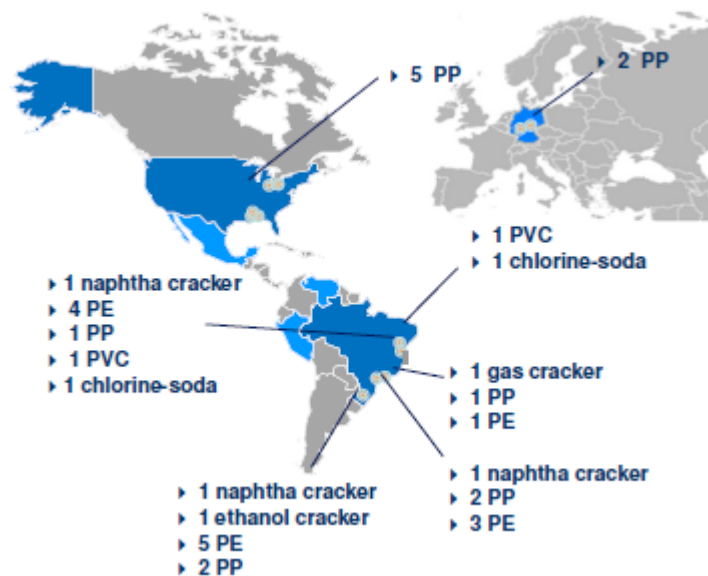 ▸ 5 PP
▸ 2 PP
▸ 1 PVC
▸ 1 chlorine-soda
▸ 1 naphtha cracker
▸ 4 PE
▸ 1 PP
▸ 1 PVC
▸ 1 chlorine-soda
▸ 1 gas cracker
▸ 1 PP
▸ 1 PE
▸ 1 naphtha cracker
▸ 2 PP
▸ 3 PE
▸ 1 naphtha cracker
▸ 1 ethanol cracker
▸ 5 PE
▸ 2 PP